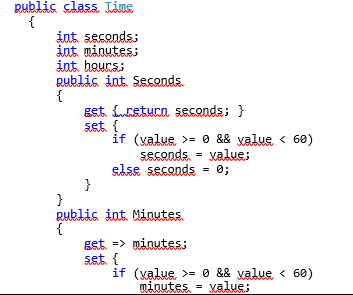 public class Time
{
int seconds;
int minutes;
int hours;
public int Seconds
{
get { return seconds; }
set {
if (value >= 0 && value < 60)
seconds = value;
else seconds = 0;
}
}
public int Minutes
{
get => minutes;
set {
if (value >= 0 && value < 60)
minutes = value;